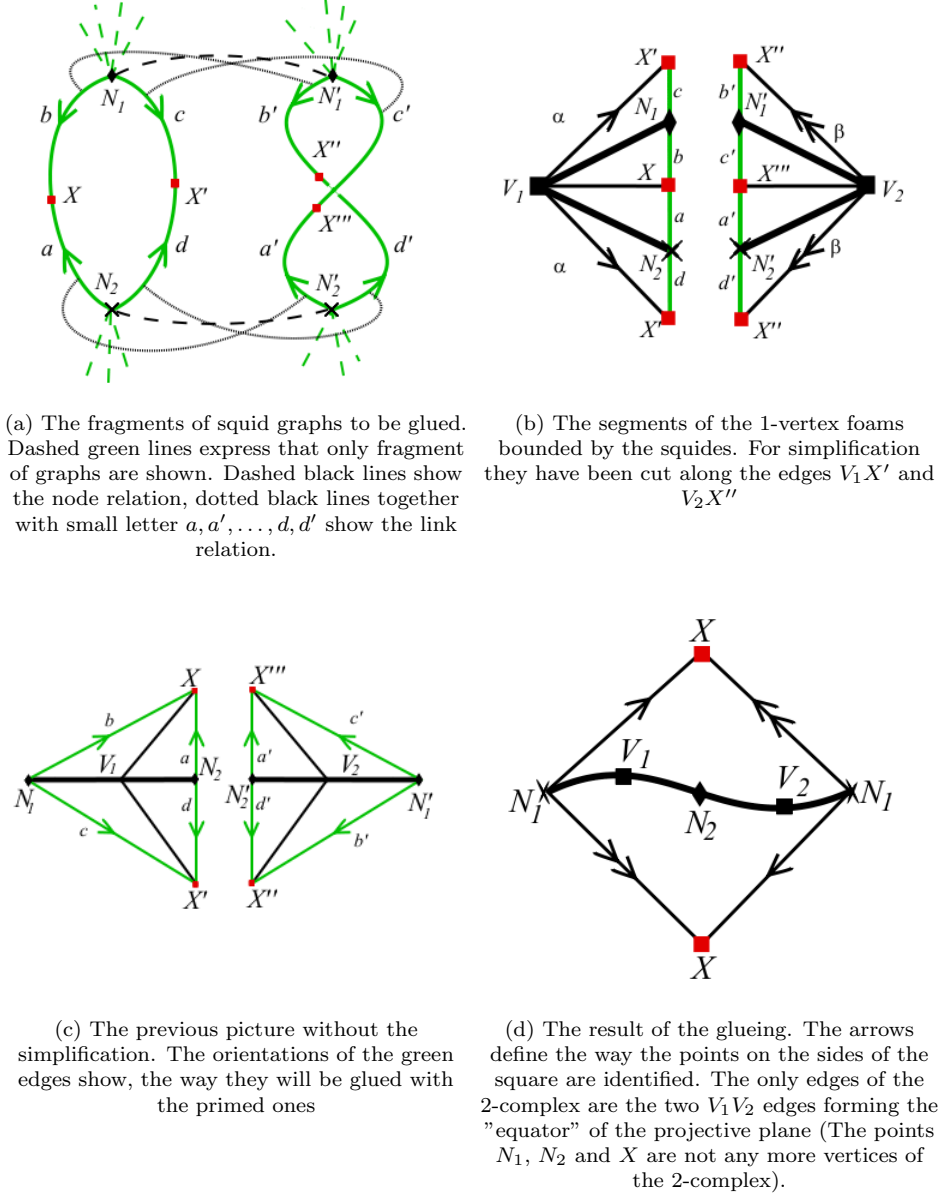 N₁
N₁'
b
c
b'
c'
X''
X
X'
X'''
a
d
a'
d'
N₂
N₂'
X'
X''
c
b'
N₁
N₁'
α
β
b
c'
V₁
X
X'''
V₂
a
a'
N₂
N₂'
α
β
d
d'
X'
X''
(a) The fragments of squid graphs to be glued.
Dashed green lines express that only fragment
of graphs are shown. Dashed black lines show
the node relation, dotted black lines together
with small letter a, a′, . . . , d, d′ show the link
relation.
(b) The segments of the 1-vertex foams
bounded by the squides. For simplification
they have been cut along the edges V₁X′ and
V₂X′′
X
X'''
b
c'
V₁
a
N₂
a'
V₂
N₁
d
N₂'
d'
N₁'
c
b'
X'
X''
X
V₁
V₂
N₁
N₂
N₁
X
(c) The previous picture without the
simplification. The orientations of the green
edges show, the way they will be glued with
the primed ones
(d) The result of the glueing. The arrows
define the way the points on the sides of the
square are identified. The only edges of the
2-complex are the two V₁V₂ edges forming the
”equator” of the projective plane (The points
N₁, N₂ and X are not any more vertices of
the 2-complex).